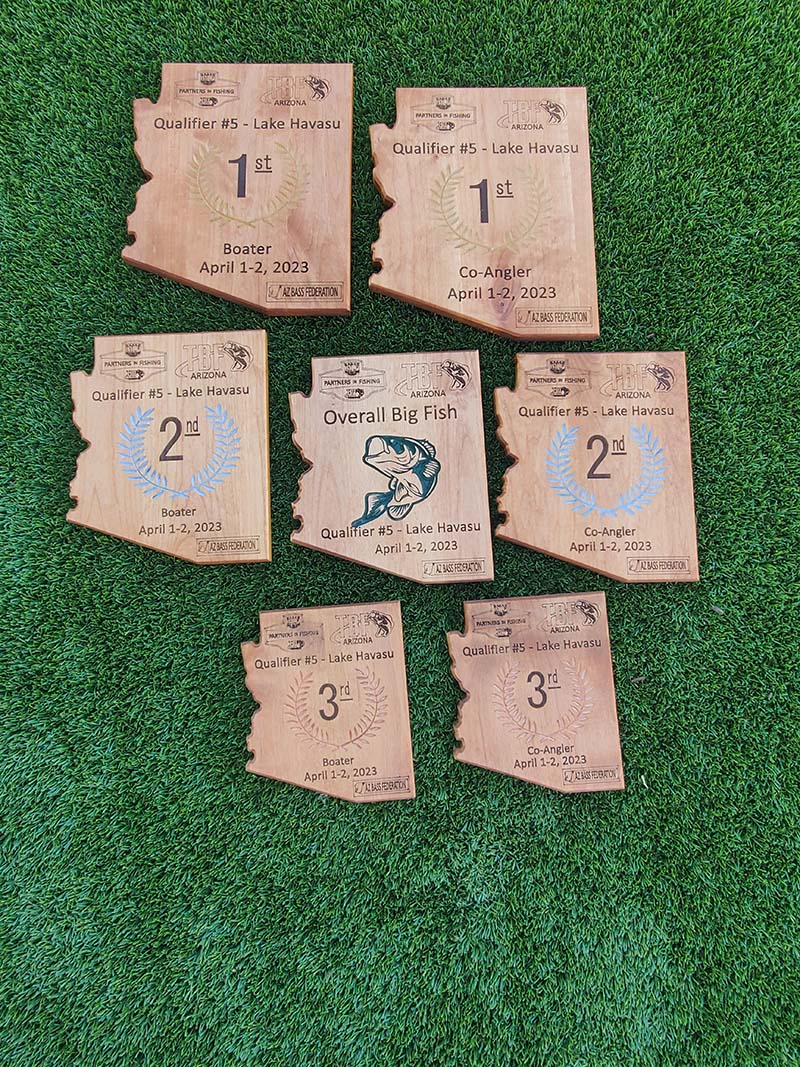 PARTNERS IN FISHING
TBF
ARIZONA
Qualifier #5 - Lake Havasu
1st
Boater
April 1-2, 2023
AZ BASS FEDERATION
PARTNERS IN FISHING
TBF
ARIZONA
Qualifier #5 - Lake Havasu
1st
Co-Angler
April 1-2, 2023
AZ BASS FEDERATION
PARTNERS IN FISHING
TBF
ARIZONA
Qualifier #5 - Lake Havasu
2nd
Boater
April 1-2, 2023
AZ BASS FEDERATION
PARTNERS IN FISHING
TBF
ARIZONA
Overall Big Fish
Qualifier #5 - Lake Havasu
April 1-2, 2023
AZ BASS FEDERATION
PARTNERS IN FISHING
TBF
ARIZONA
Qualifier #5 - Lake Havasu
2nd
Co-Angler
April 1-2, 2023
AZ BASS FEDERATION
PARTNERS IN FISHING
TBF
ARIZONA
Qualifier #5 - Lake Havasu
3rd
Boater
April 1-2, 2023
AZ BASS FEDERATION
PARTNERS IN FISHING
TBF
ARIZONA
Qualifier #5 - Lake Havasu
3rd
Co-Angler
April 1-2, 2023
AZ BASS FEDERATION